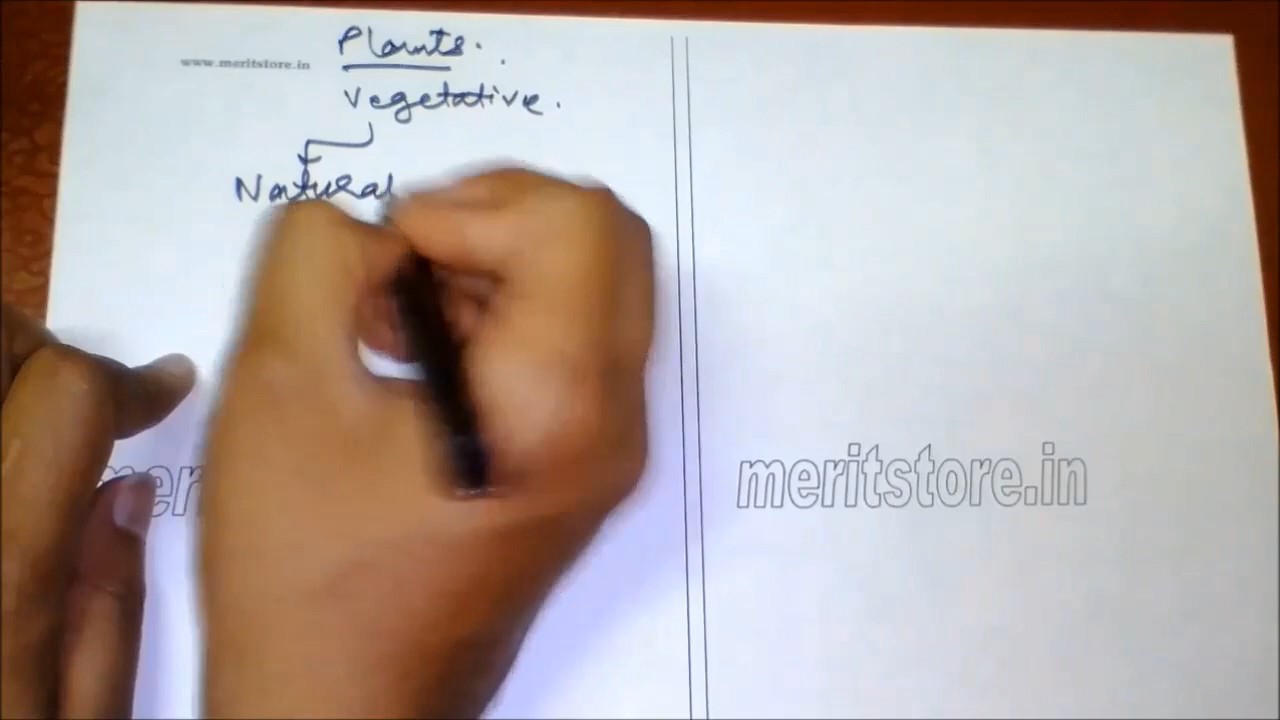 Plants.
www.meritstore.in
Vegetative.
Natural
meritstore.in